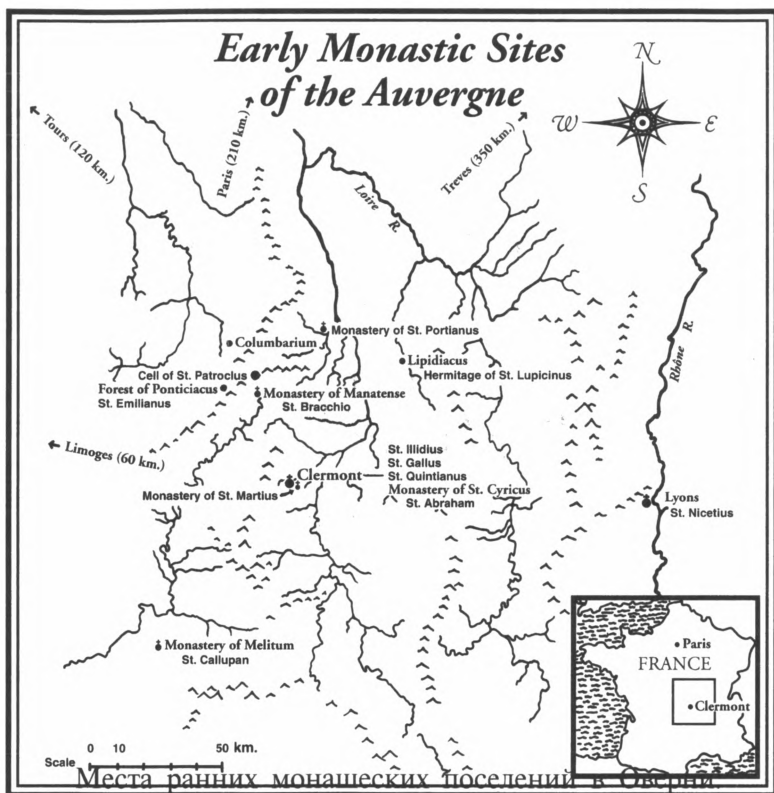 Early Monastic Sites
of the Auvergne
N
W
E
S
Tours (120 km.)
Paris (210 km.)
Treves (350 km.)
Loire R.
Rhône R.
Monastery of St. Portianus
Columbarium
Lipidiacus
Hermitage of St. Lupicinus
Cell of St. Patroclus
Forest of Ponticiacus
St. Emilianus
Monastery of Manatense
St. Bracchio
Limoges (60 km.)
St. Illidius
St. Gallus
Clermont
St. Quintianus
Monastery of St. Martius
Monastery of St. Cyricus
St. Abraham
Lyons
St. Nicetius
Monastery of Melitum
St. Callupan
Paris
FRANCE
Clermont
Scale
0 10 50 km.
Места ранних монашеских поселений в Оверни.